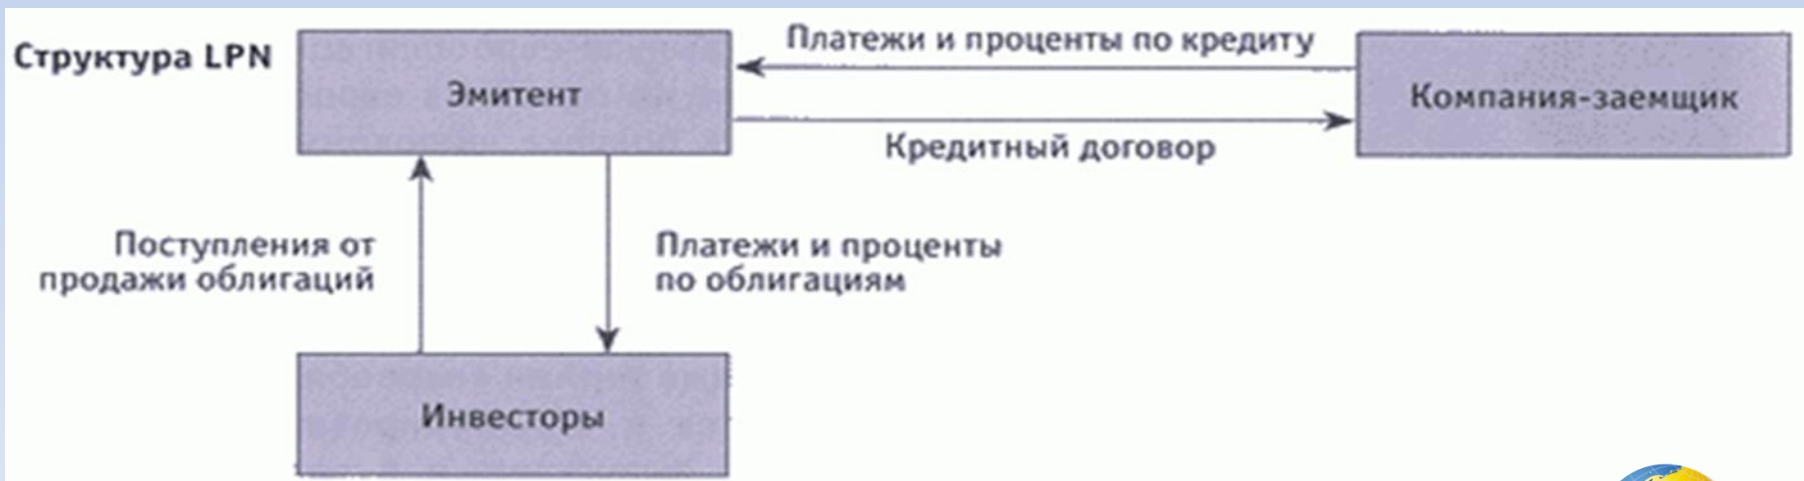 Структура LPN
Эмитент
Платежи и проценты по кредиту
Кредитный договор
Компания-заемщик
Поступления от
продажи облигаций
Платежи и проценты
по облигациям
Инвесторы